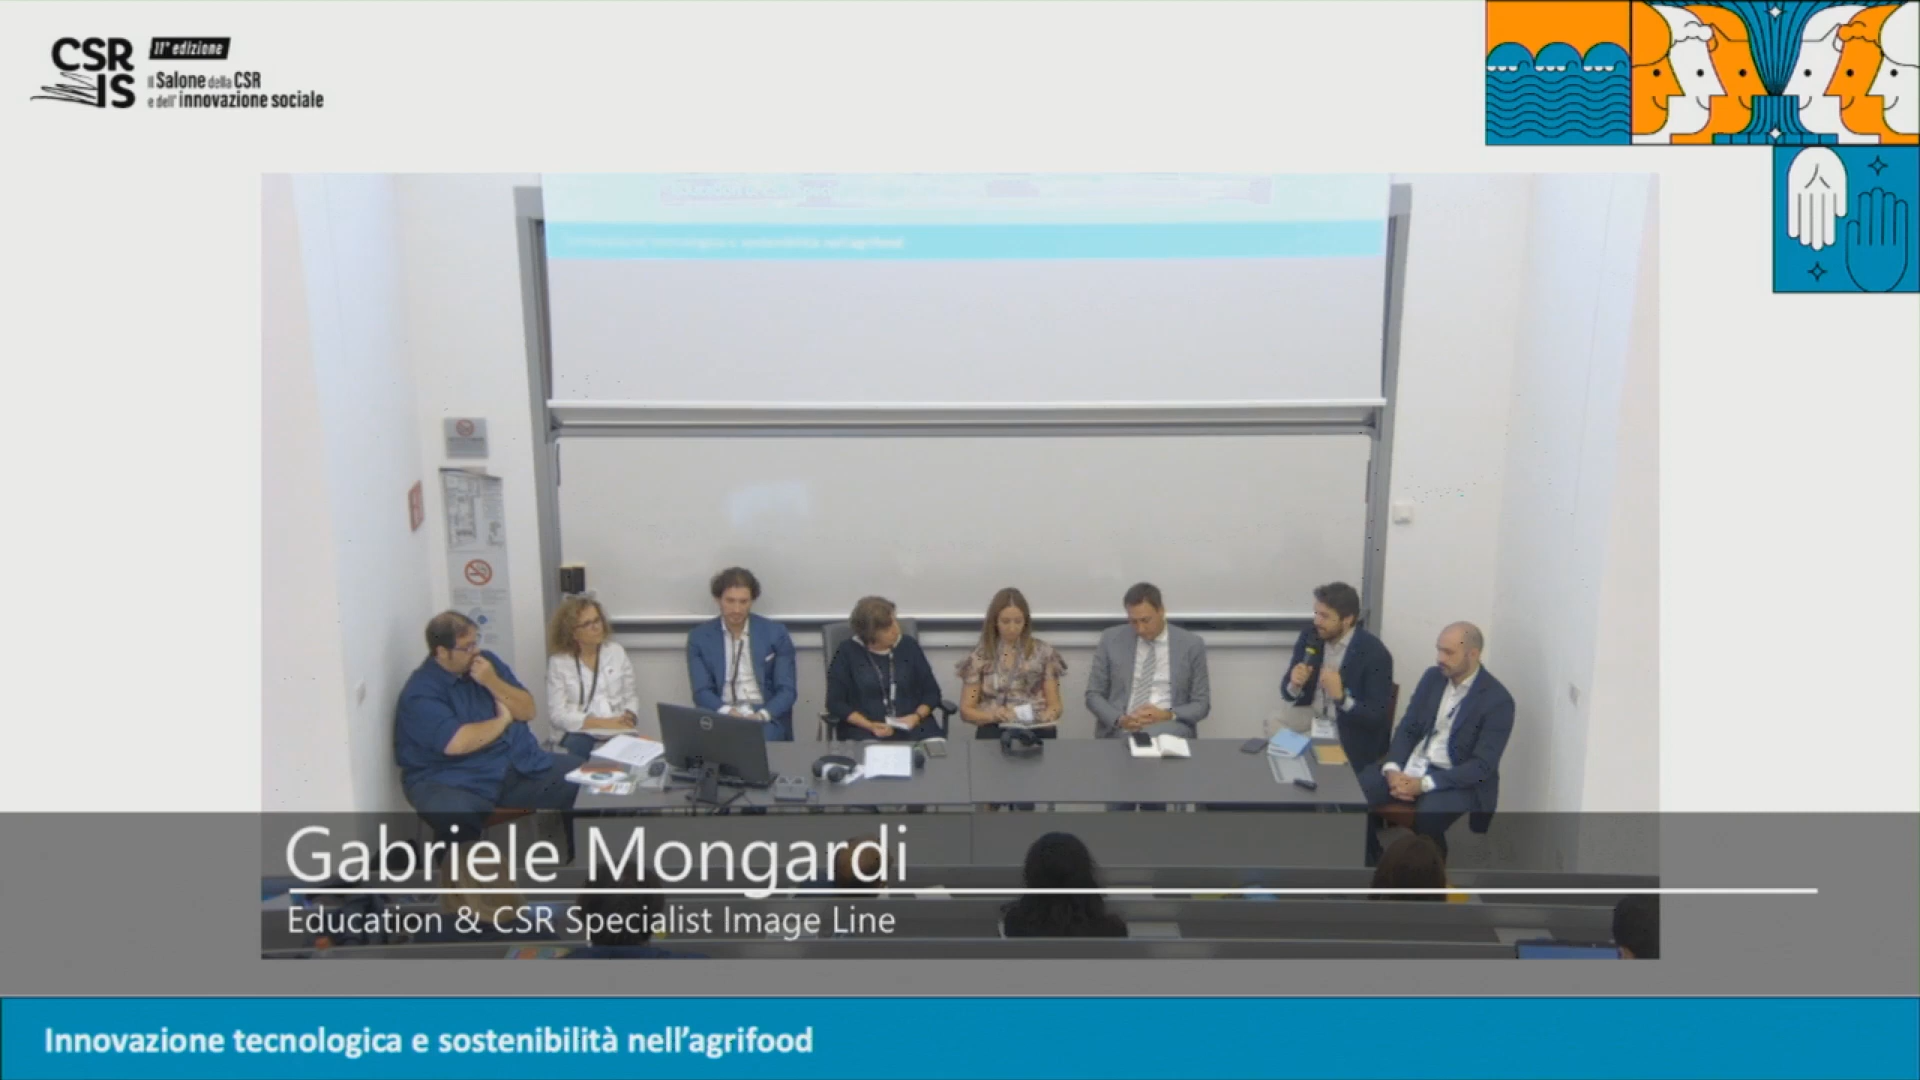 CSR
IS
11ª edizione
il Salone della CSR
e dell'innovazione sociale
Gabriele Mongardi
Education & CSR Specialist Image Line
Innovazione tecnologica e sostenibilità nell'agrifood